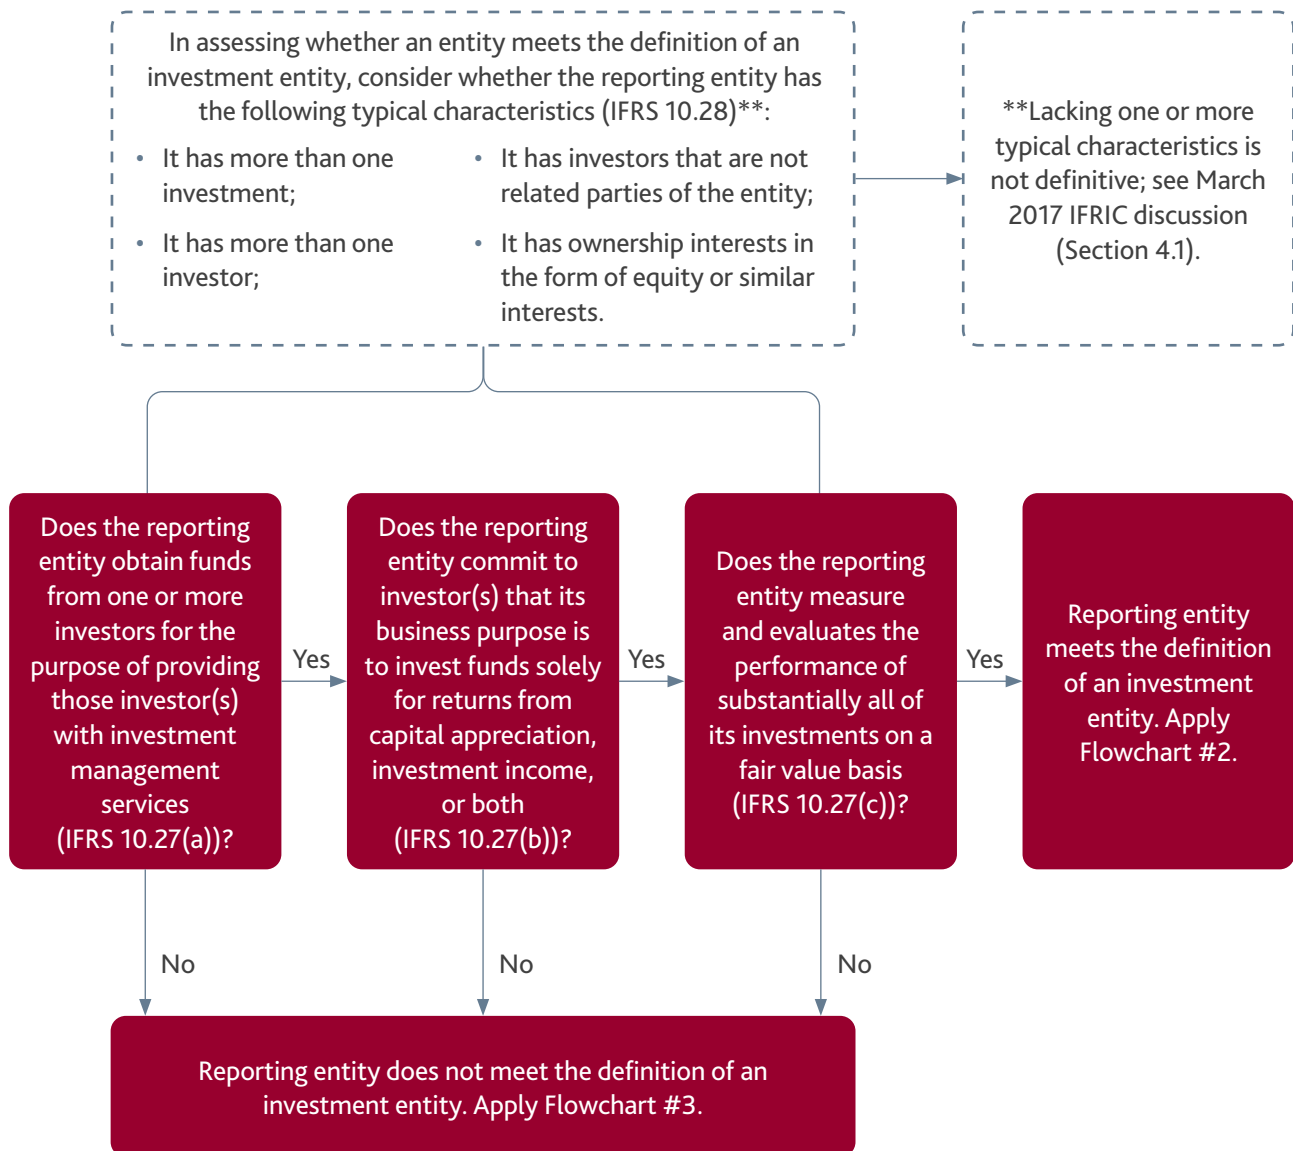 In assessing whether an entity meets the definition of an
investment entity, consider whether the reporting entity has
the following typical characteristics (IFRS 10.28)**:
• It has more than one
investment;
• It has more than one
investor;
• It has investors that are not
related parties of the entity;
• It has ownership interests in
the form of equity or similar
interests.
**Lacking one or more
typical characteristics is
not definitive; see March
2017 IFRIC discussion
(Section 4.1).
Does the reporting
entity obtain funds
from one or more
investors for the
purpose of providing
those investor(s)
with investment
management
services
(IFRS 10.27(a))?
Yes
Does the reporting
entity commit to
investor(s) that its
business purpose is
to invest funds solely
for returns from
capital appreciation,
investment income,
or both
(IFRS 10.27(b))?
Yes
Does the reporting
entity measure
and evaluates the
performance of
substantially all of
its investments on a
fair value basis
(IFRS 10.27(c))?
Yes
Reporting entity
meets the definition
of an investment
entity. Apply
Flowchart #2.
No
No
No
Reporting entity does not meet the definition of an
investment entity. Apply Flowchart #3.